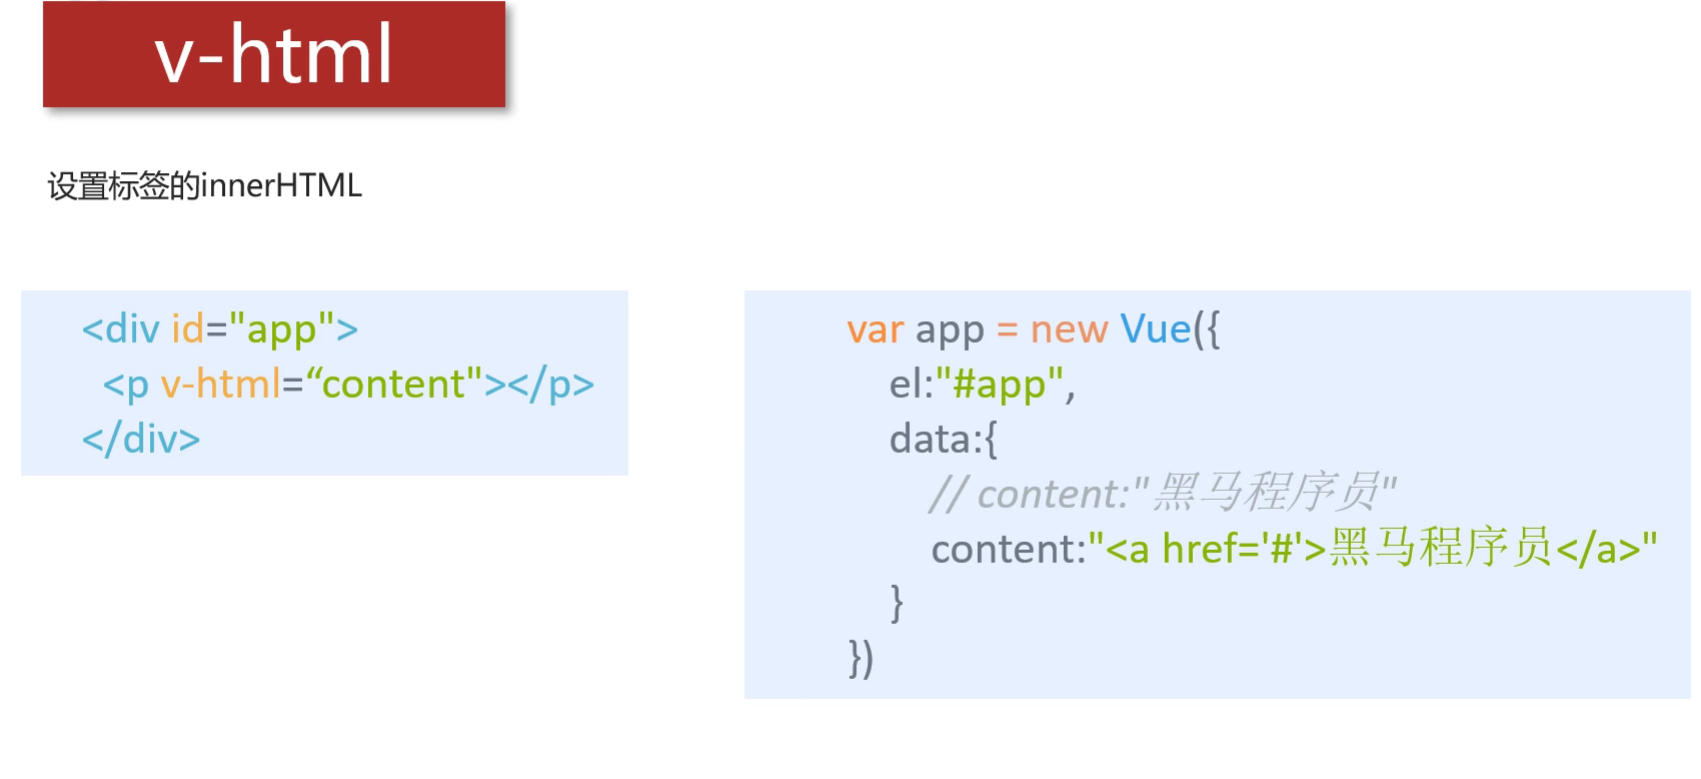 v-html
设置标签的innerHTML
<div id="app">
<p v-html=“content"></p>
</div>
var app = new Vue({
el:"#app",
data:{
// content:"黑马程序员"
content:"<a href='#'>黑马程序员</a>"
}
})